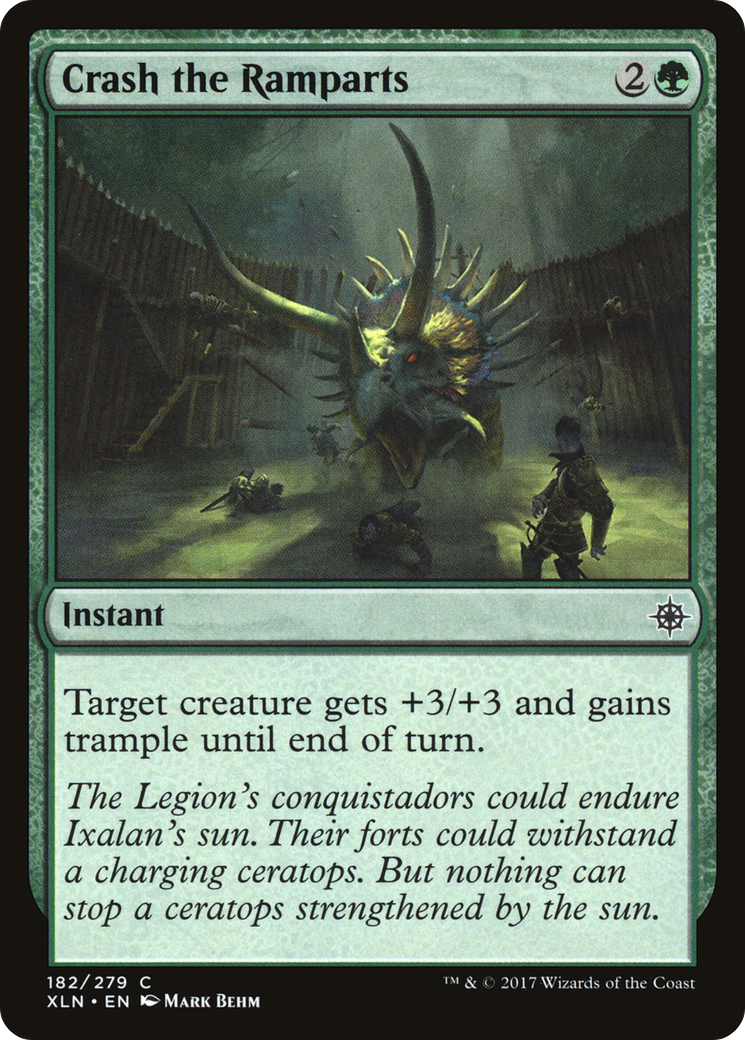 Crash the Ramparts 2
Instant
Target creature gets +3/+3 and gains
trample until end of turn.
The Legion's conquistadors could endure
Ixalan's sun. Their forts could withstand
a charging ceratops. But nothing can
stop a ceratops strengthened by the sun.
182/279 C ™ & © 2017 Wizards of the Coast
XLN • EN Mark Behm